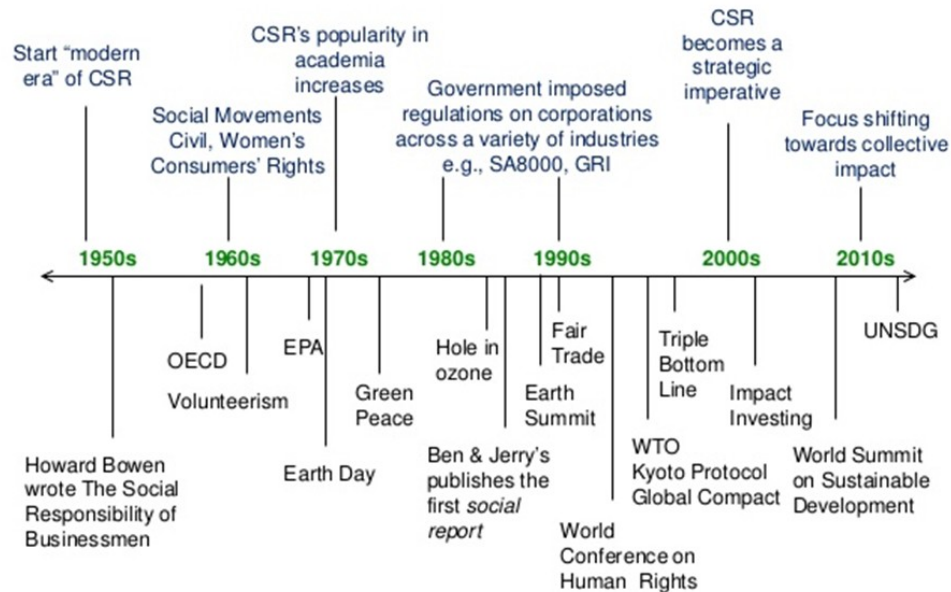 Start “modern
era” of CSR
CSR’s popularity in
academia
increases
CSR
becomes a
strategic
imperative
Social Movements
Civil, Women’s
Consumers’ Rights
Government imposed
regulations on corporations
across a variety of industries
e.g., SA8000, GRI
Focus shifting
towards collective
impact
1950s
1960s
1970s
1980s
1990s
2000s
2010s
OECD
Volunteerism
EPA
Green
Peace
Hole in
ozone
Fair
Trade
Earth
Summit
Triple
Bottom
Line
Impact
Investing
UNSDG
Howard Bowen
wrote The Social
Responsibility of
Businessmen
Earth Day
Ben & Jerry’s
publishes the
first social
report
World
Conference on
Human Rights
WTO
Kyoto Protocol
Global Compact
World Summit
on Sustainable
Development